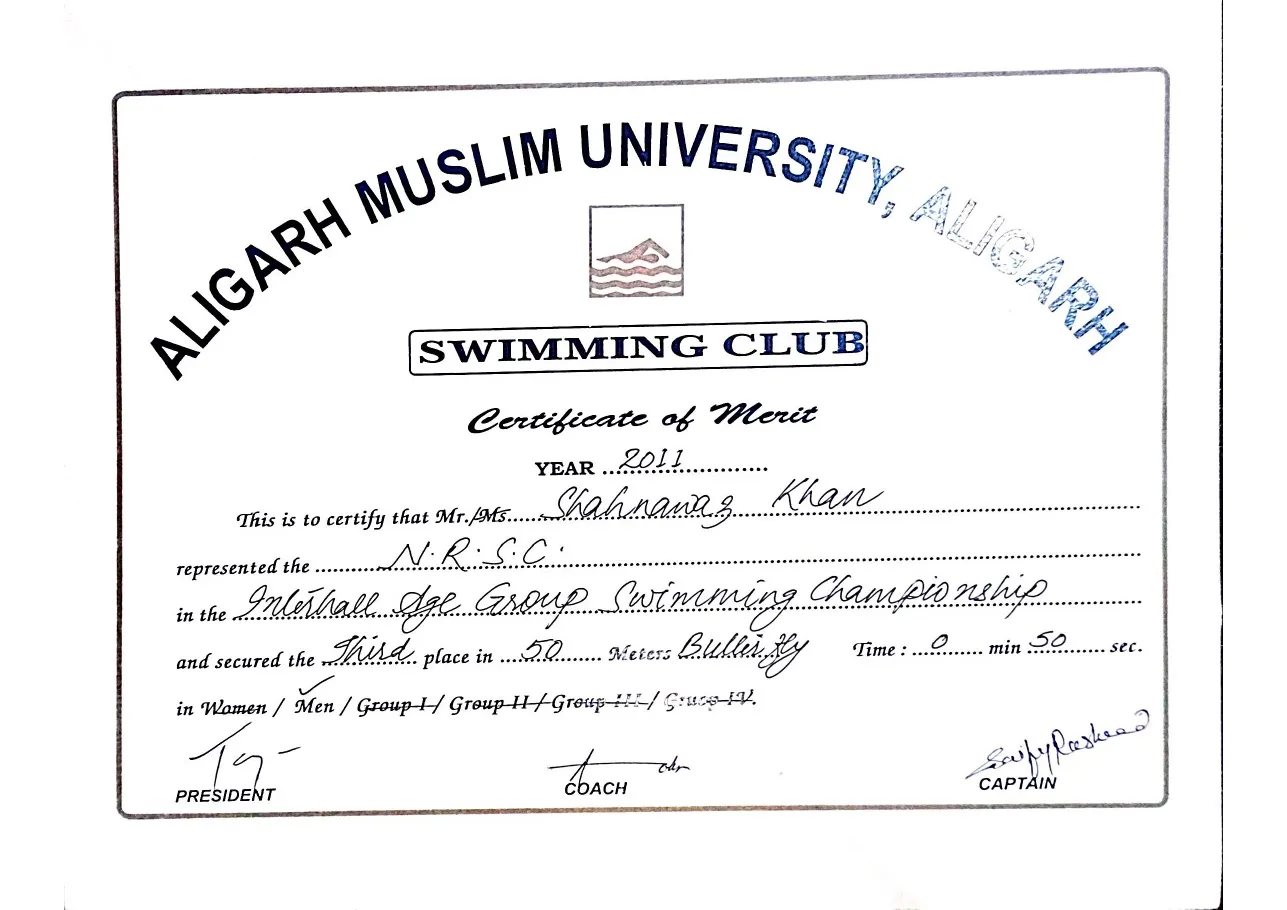 ALIGARH MUSLIM UNIVERSITY, ALIGARH
SWIMMING CLUB
Certificate of Merit
YEAR ...2011...
This is to certify that Mr./Ms. Shahnawaz Khan
represented the N.R.S.C.
in the Interhall Age Group Swimming Championship
and secured the Third place in 50 Meters Butterfly Time : 0 min 50 sec.
in Women / Men / Group I / Group II / Group III / Group IV.
PRESIDENT COACH CAPTAIN